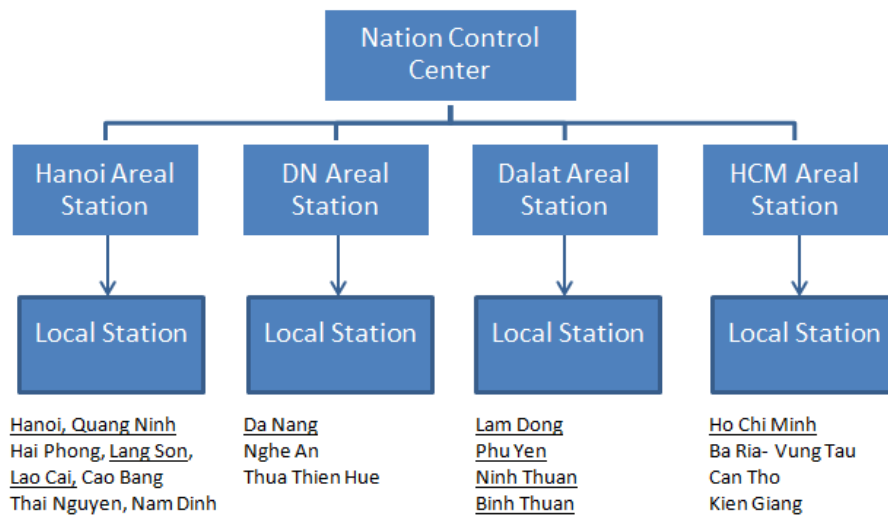 Nation Control
Center
Hanoi Areal
Station
DN Areal
Station
Dalat Areal
Station
HCM Areal
Station
Local Station
Local Station
Local Station
Local Station
Hanoi, Quang Ninh
Hai Phong, Lang Son,
Lao Cai, Cao Bang
Thai Nguyen, Nam Dinh
Da Nang
Nghe An
Thua Thien Hue
Lam Dong
Phu Yen
Ninh Thuan
Binh Thuan
Ho Chi Minh
Ba Ria- Vung Tau
Can Tho
Kien Giang